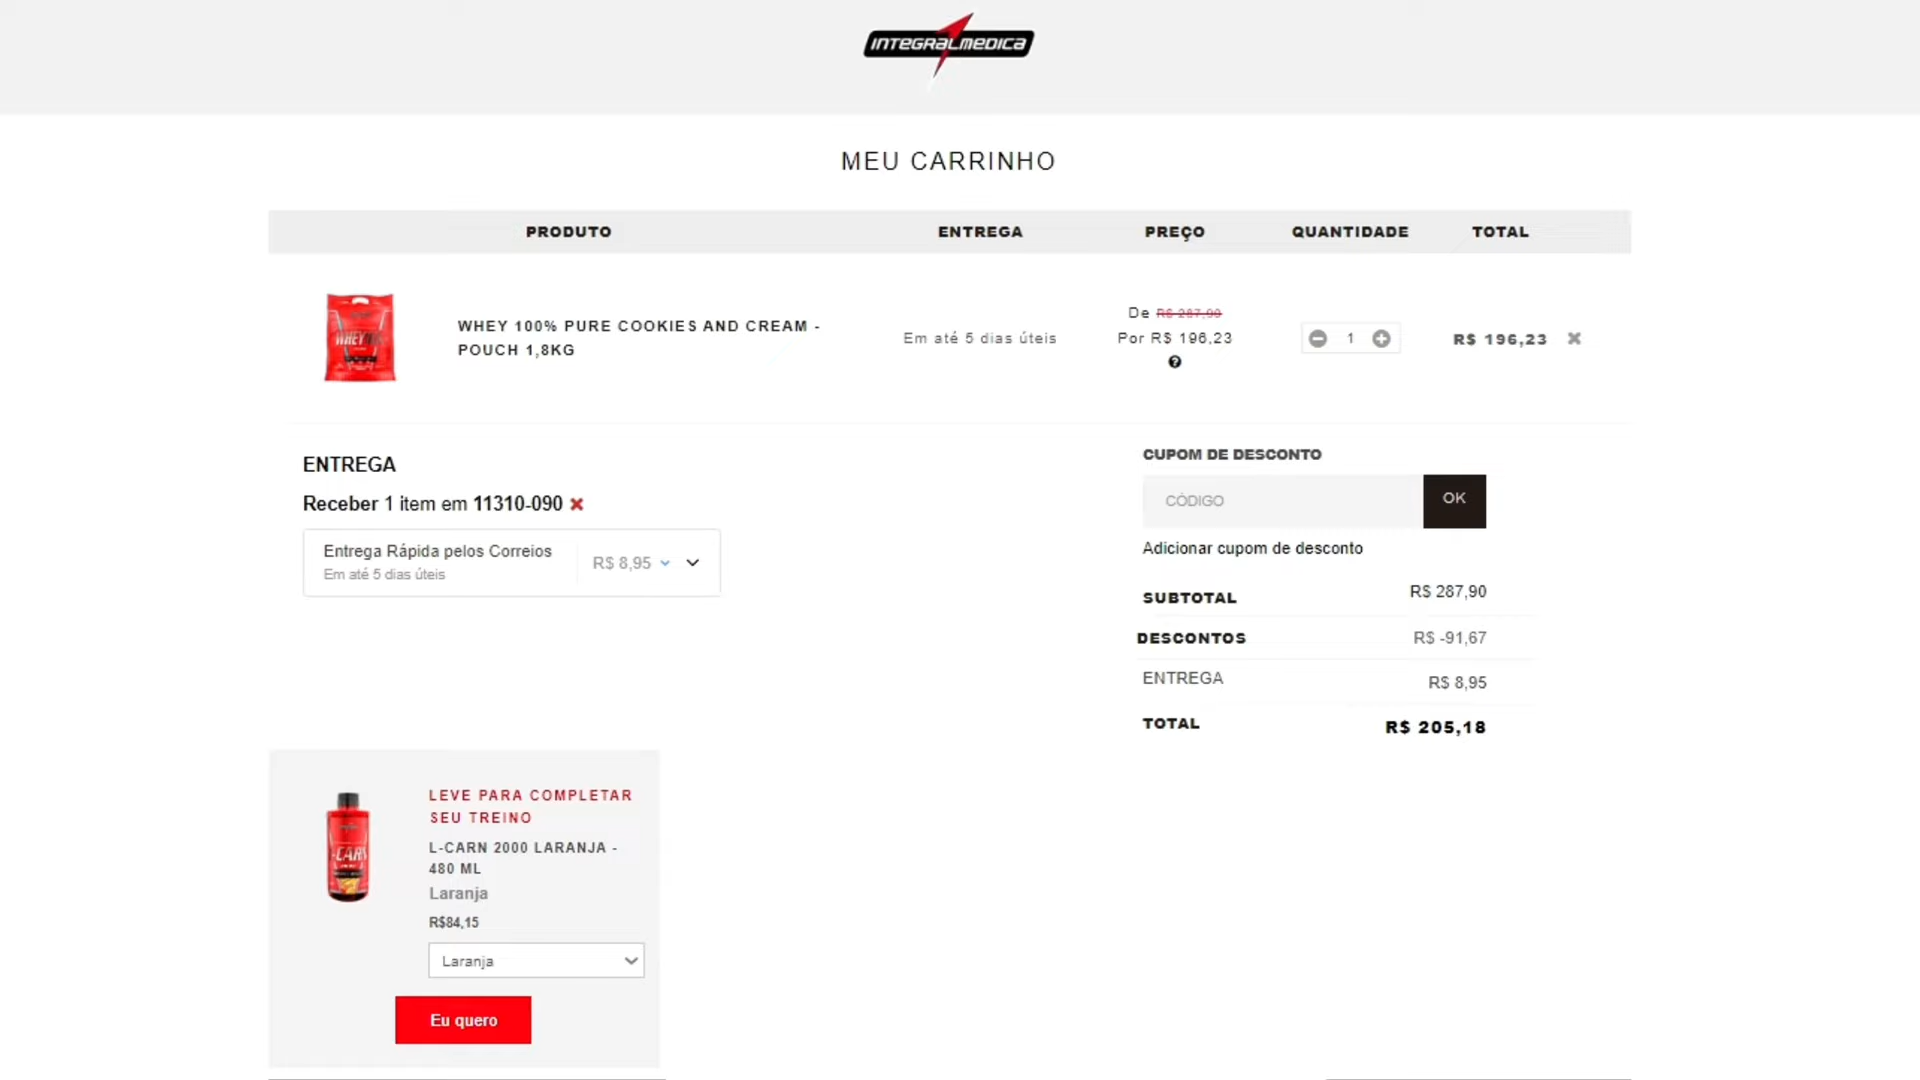 INTEGRALMEDICA
MEU CARRINHO
PRODUTO ENTREGA PREÇO QUANTIDADE TOTAL
WHEY 100% PURE COOKIES AND CREAM -
POUCH 1,8KG
Em até 5 dias úteis
De R$ 287,90
Por R$ 196,23
?
1
R$ 196,23
ENTREGA
Receber 1 item em 11310-090
Entrega Rápida pelos Correios
Em até 5 dias úteis
R$ 8,95
CUPOM DE DESCONTO
CÓDIGO OK
Adicionar cupom de desconto
SUBTOTAL R$ 287,90
DESCONTOS R$ -91,67
ENTREGA R$ 8,95
TOTAL R$ 205,18
LEVE PARA COMPLETAR
SEU TREINO
L-CARN 2000 LARANJA -
480 ML
Laranja
R$84,15
Laranja
Eu quero